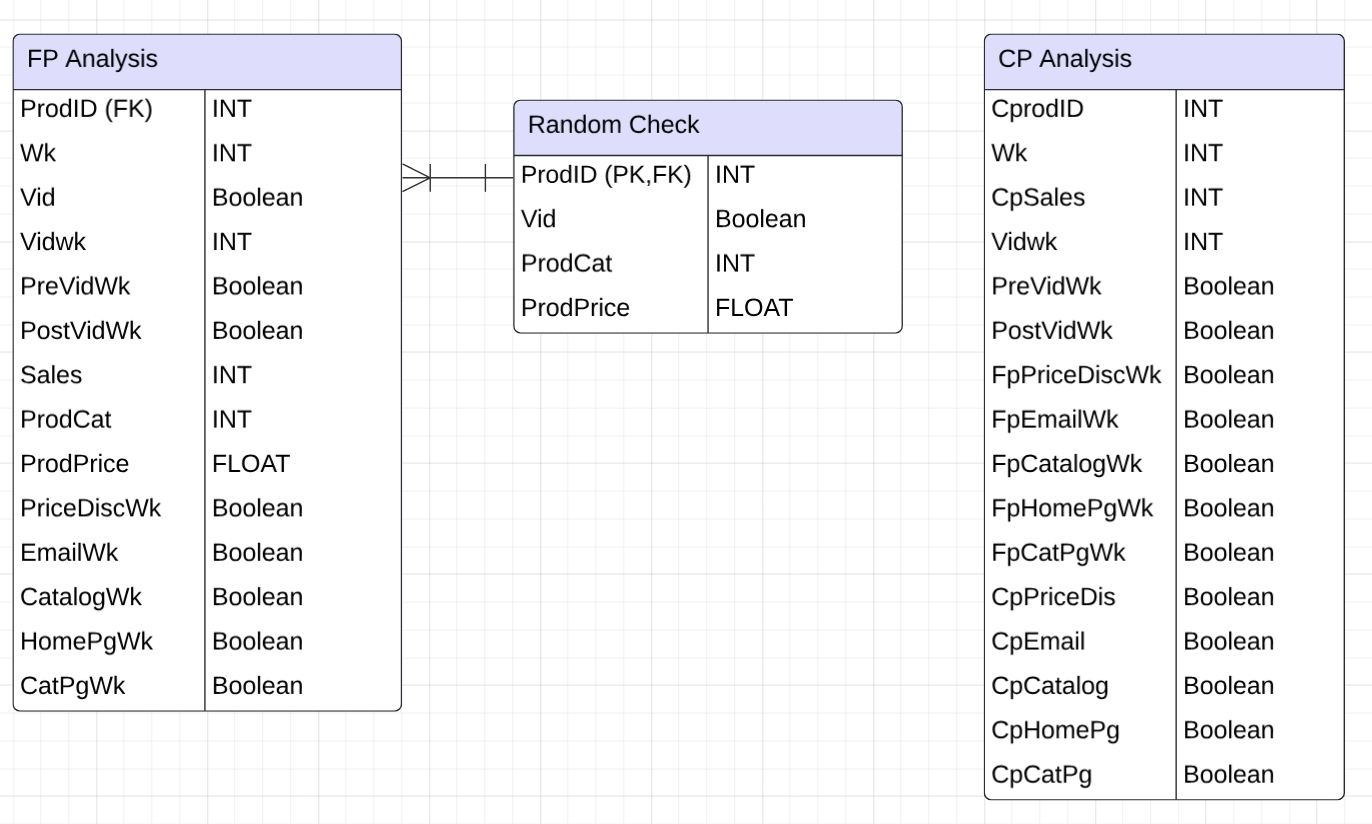 FP Analysis
ProdID (FK) INT
Wk INT
Vid Boolean
Vidwk INT
PreVidWk Boolean
PostVidWk Boolean
Sales INT
ProdCat INT
ProdPrice FLOAT
PriceDiscWk Boolean
EmailWk Boolean
CatalogWk Boolean
HomePgWk Boolean
CatPgWk Boolean
Random Check
ProdID (PK,FK) INT
Vid Boolean
ProdCat INT
ProdPrice FLOAT
CP Analysis
CprodID INT
Wk INT
CpSales INT
Vidwk INT
PreVidWk Boolean
PostVidWk Boolean
FpPriceDiscWk Boolean
FpEmailWk Boolean
FpCatalogWk Boolean
FpHomePgWk Boolean
FpCatPgWk Boolean
CpPriceDis Boolean
CpEmail Boolean
CpCatalog Boolean
CpHomePg Boolean
CpCatPg Boolean